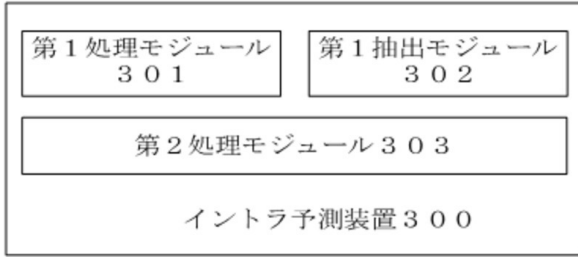 第１処理モジュール
３０１
第１抽出モジュール
３０２
第２処理モジュール３０３
イントラ予測装置３００